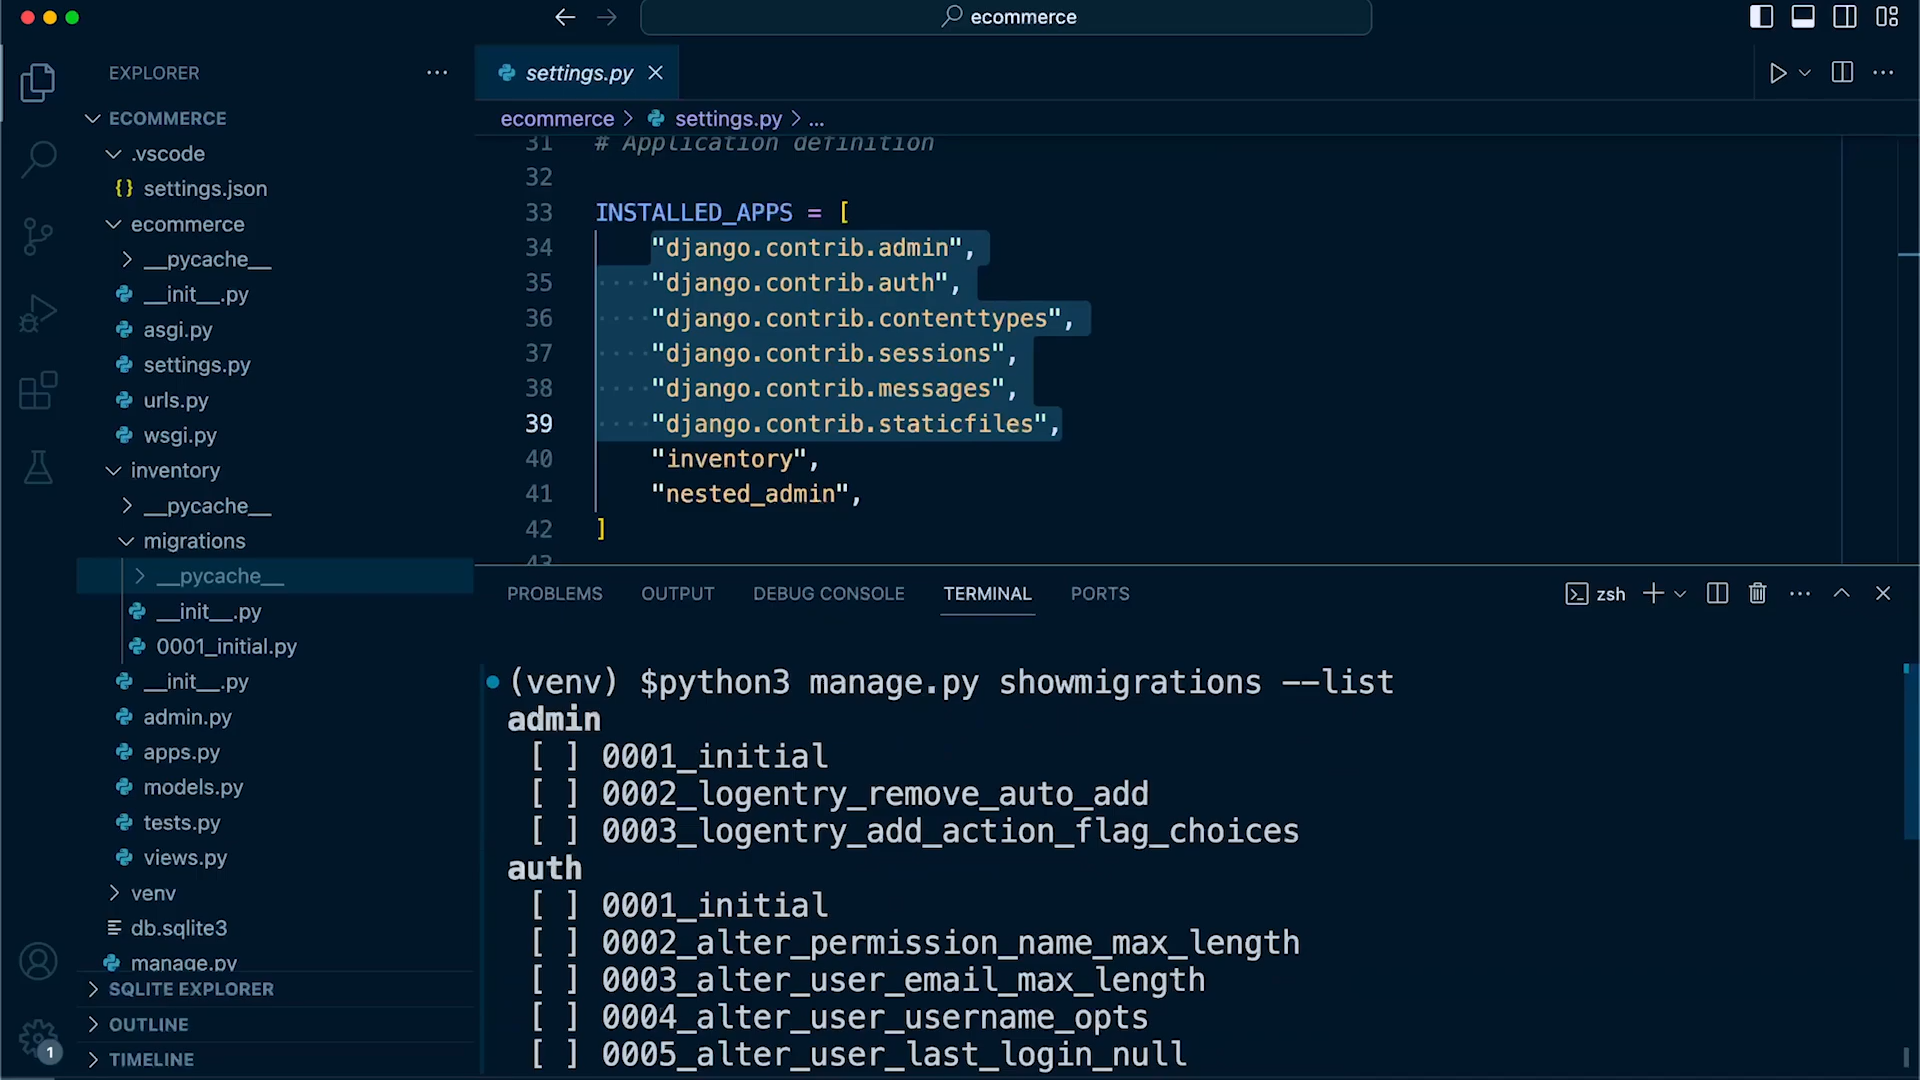 ecommerce
EXPLORER
ECOMMERCE
.vscode
{} settings.json
ecommerce
__pycache__
__init__.py
asgi.py
settings.py
urls.py
wsgi.py
inventory
__pycache__
migrations
__pycache__
__init__.py
0001_initial.py
__init__.py
admin.py
apps.py
models.py
tests.py
views.py
venv
db.sqlite3
manage.py
SQLITE EXPLORER
OUTLINE
TIMELINE
1
settings.py
ecommerce > settings.py > ...
31 # Application definition
32
33 INSTALLED_APPS = [
34 "django.contrib.admin",
35 "django.contrib.auth",
36 "django.contrib.contenttypes",
37 "django.contrib.sessions",
38 "django.contrib.messages",
39 "django.contrib.staticfiles",
40 "inventory",
41 "nested_admin",
42 ]
43
PROBLEMS OUTPUT DEBUG CONSOLE TERMINAL PORTS zsh
(venv) $python3 manage.py showmigrations --list
admin
[ ] 0001_initial
[ ] 0002_logentry_remove_auto_add
[ ] 0003_logentry_add_action_flag_choices
auth
[ ] 0001_initial
[ ] 0002_alter_permission_name_max_length
[ ] 0003_alter_user_email_max_length
[ ] 0004_alter_user_username_opts
[ ] 0005_alter_user_last_login_null